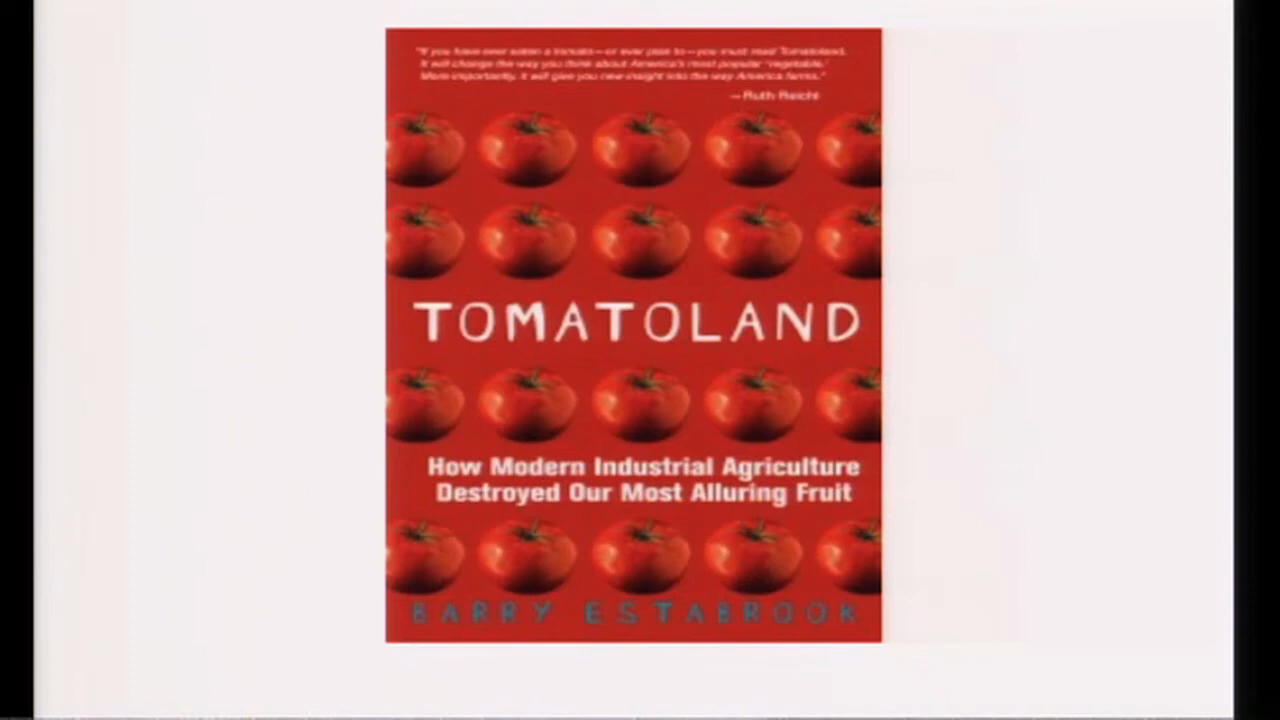 "If you have ever eaten a tomato—or ever plan to—you must read Tomatoland.
It will change the way you think about America's most popular 'vegetable.'
More importantly, it will give you new insight into the way America farms."
—Ruth Reichl
TOMATOLAND
How Modern Industrial Agriculture
Destroyed Our Most Alluring Fruit
BARRY ESTABROOK